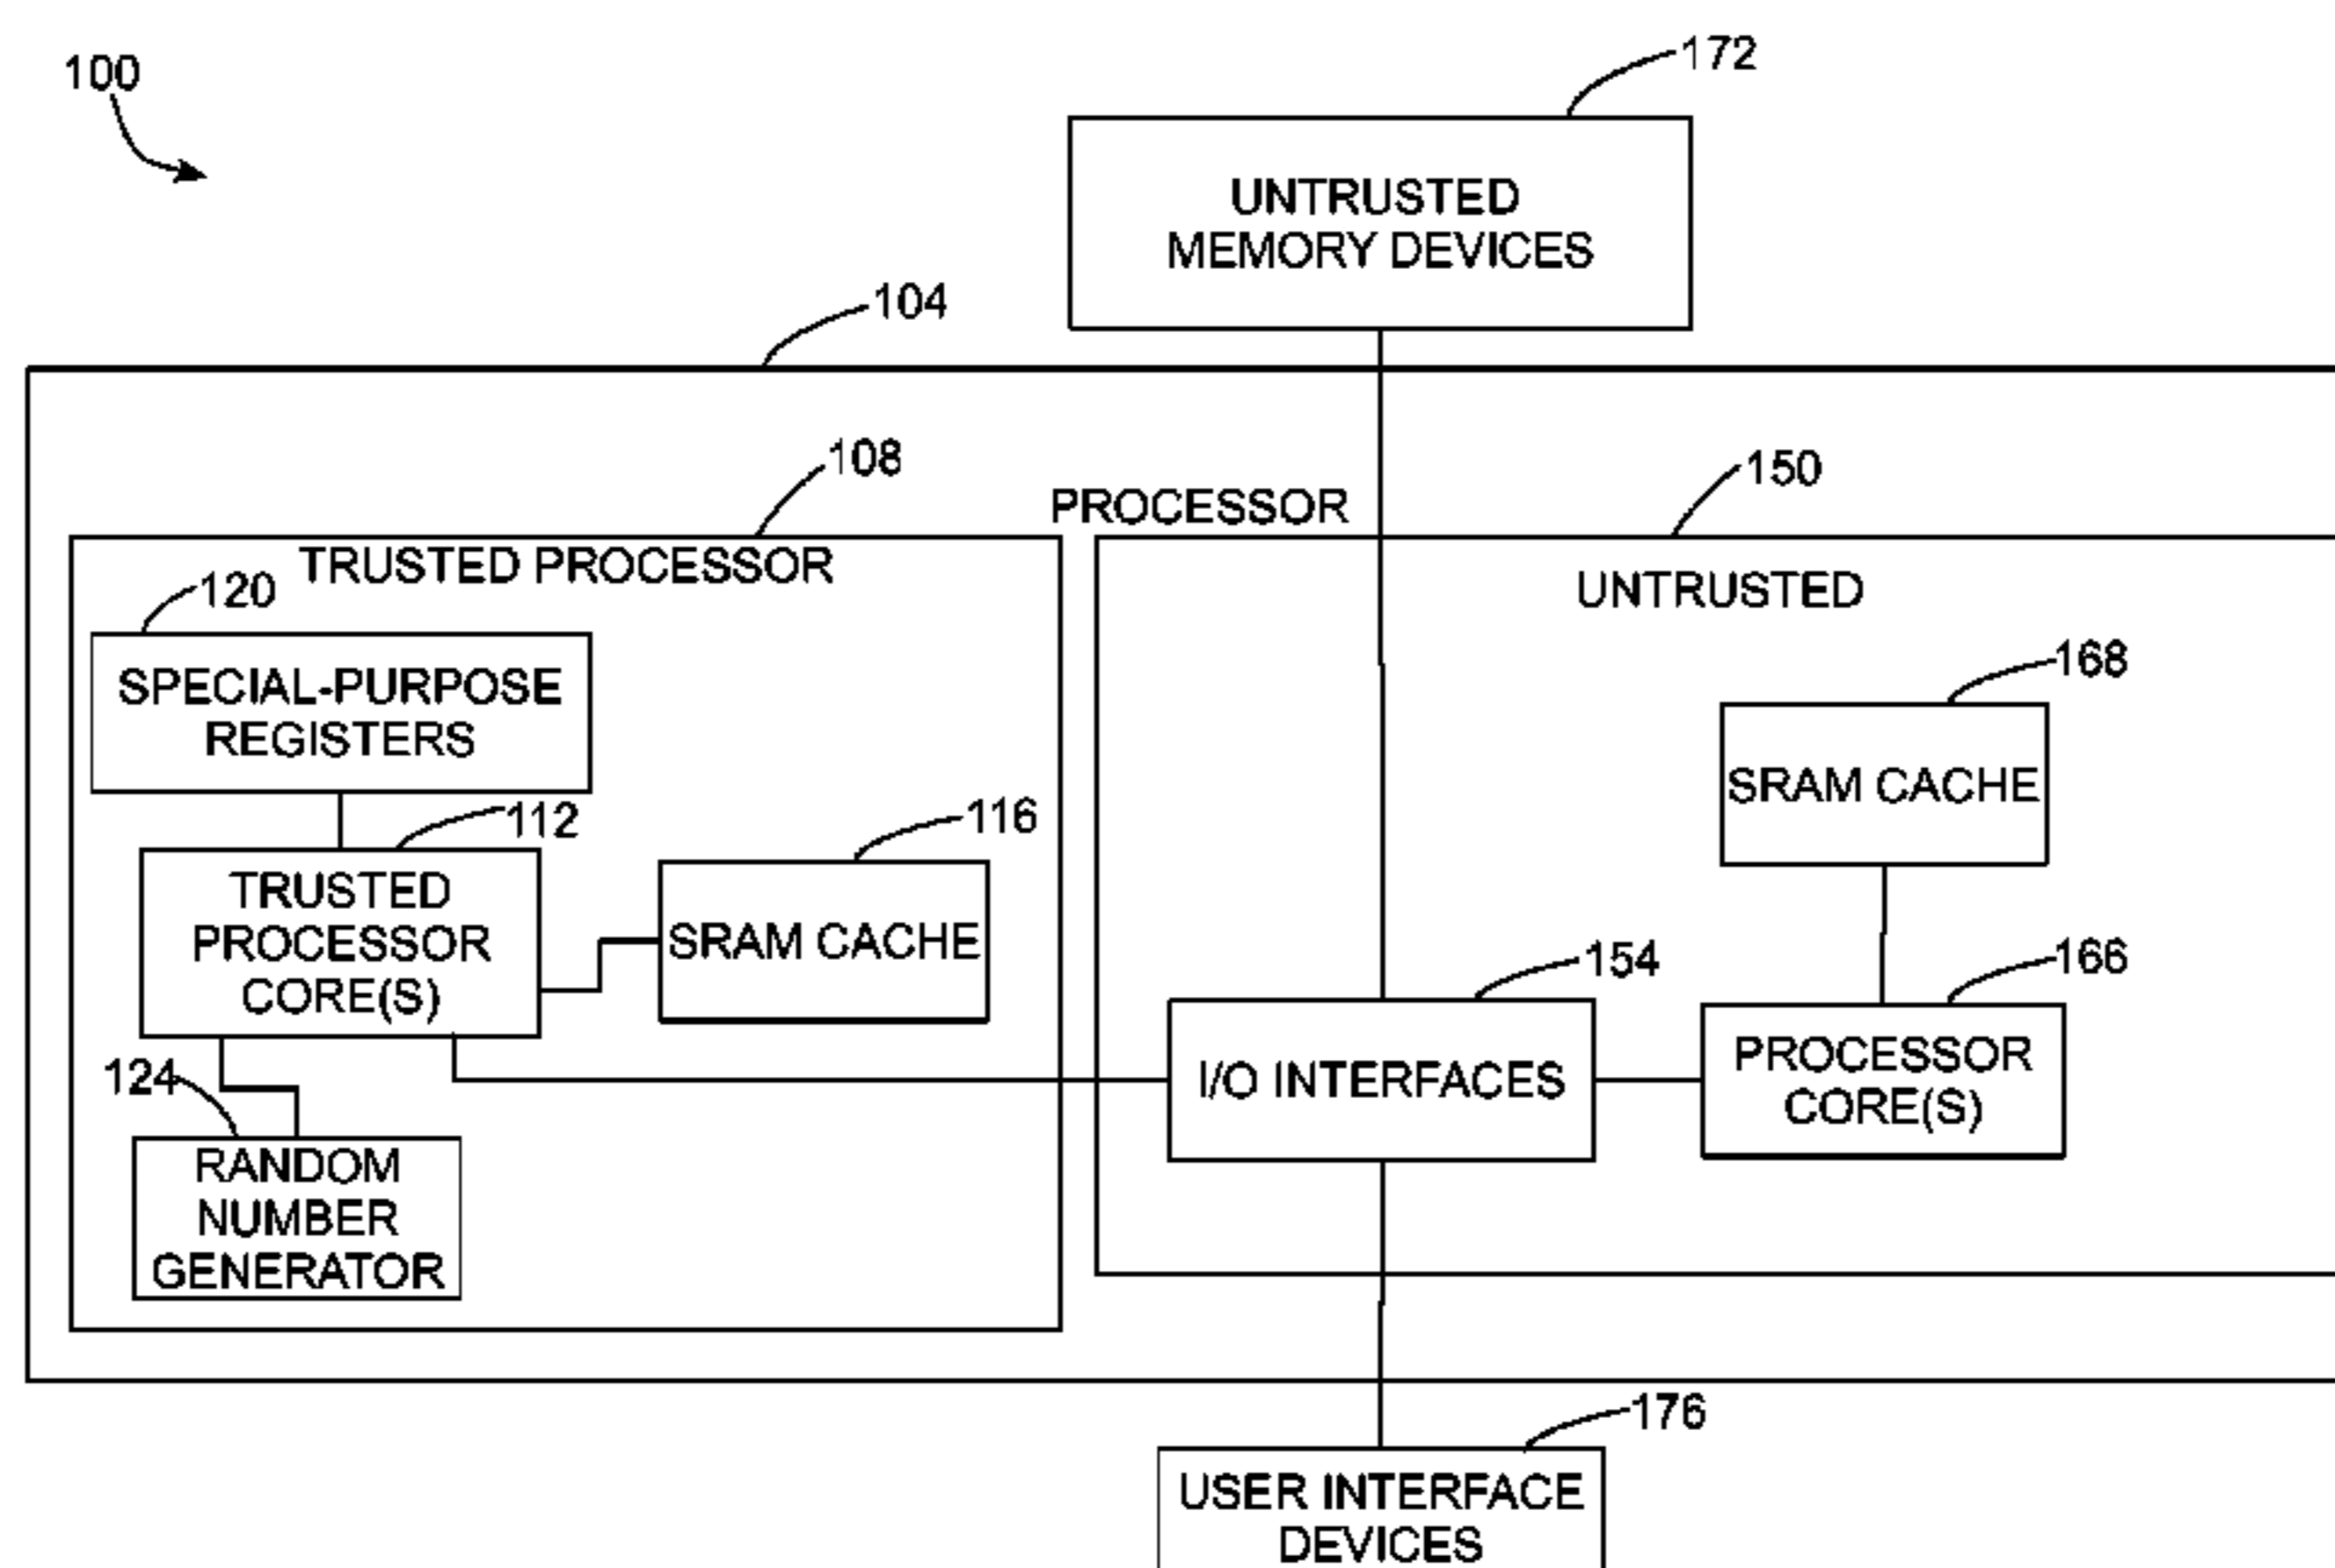 100
172
UNTRUSTED
MEMORY DEVICES
104
108
PROCESSOR
150
TRUSTED PROCESSOR
UNTRUSTED
120
SPECIAL-PURPOSE
REGISTERS
168
SRAM CACHE
112
116
TRUSTED
PROCESSOR
CORE(S)
SRAM CACHE
154
166
I/O INTERFACES
PROCESSOR
CORE(S)
124
RANDOM
NUMBER
GENERATOR
176
USER INTERFACE
DEVICES